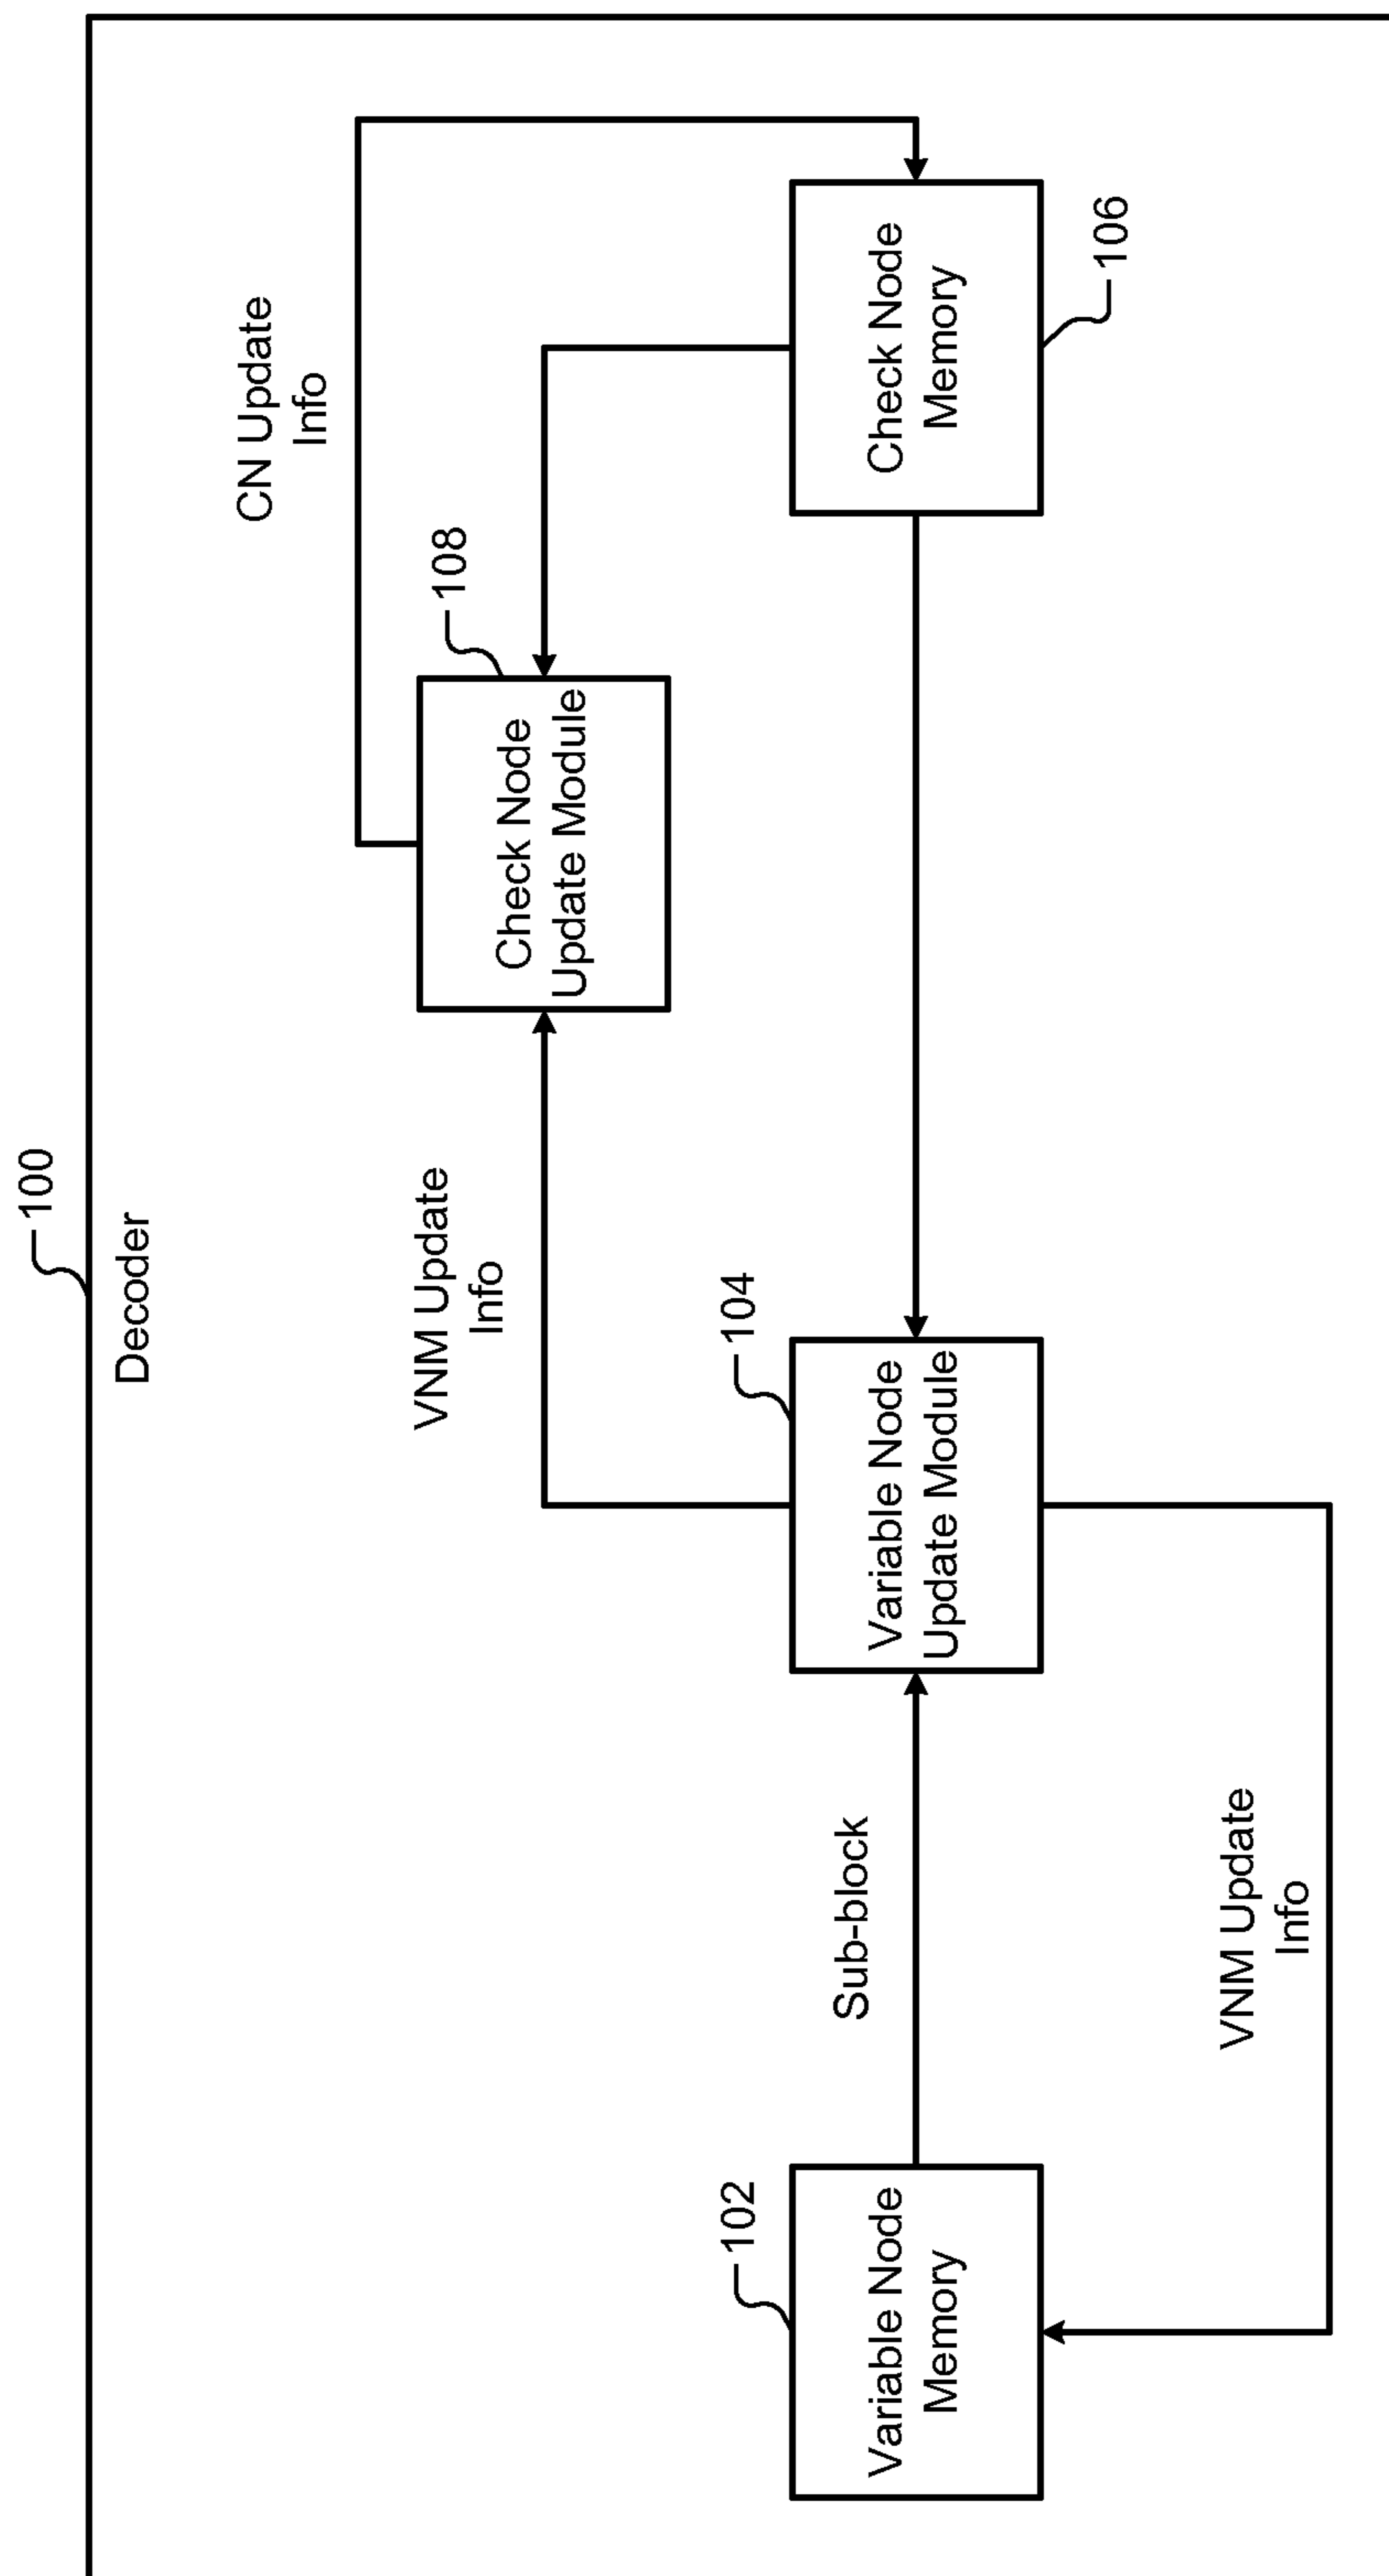 100
Decoder
CN Update
Info
108
Check Node
Update Module
VNM Update
Info
102
Variable Node
Memory
Sub-block
104
Variable Node
Update Module
Check Node
Memory
106
VNM Update
Info